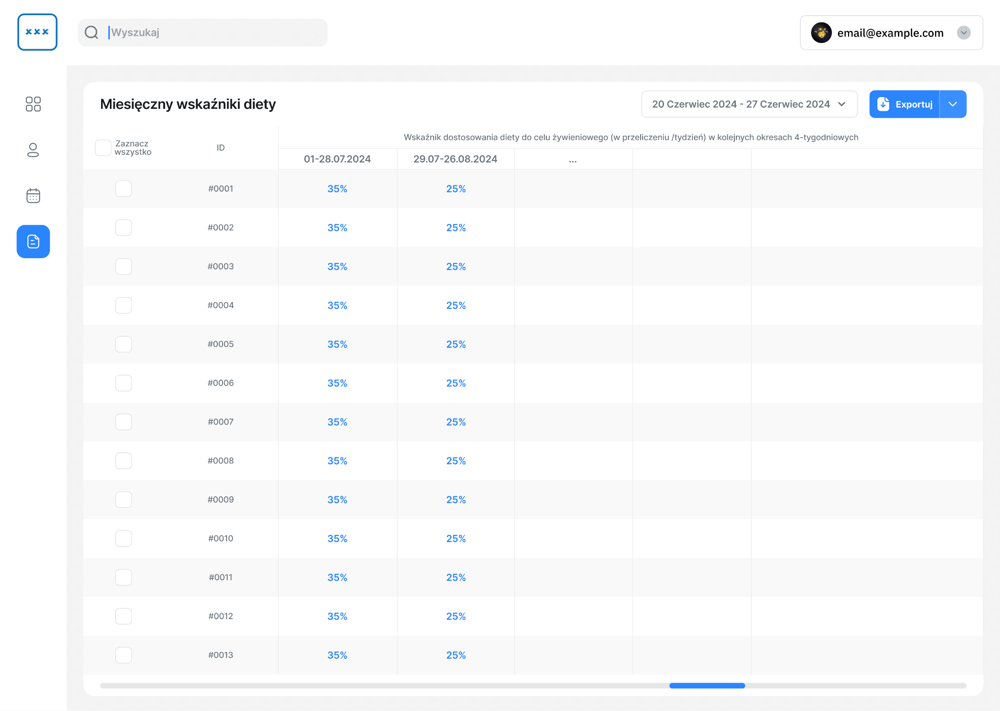 xxx
Wyszukaj
email@example.com
Miesięczny wskaźniki diety
20 Czerwiec 2024 - 27 Czerwiec 2024
Exportuj
Zaznacz
wszystko
ID
Wskaźnik dostosowania diety do celu żywieniowego (w przeliczeniu /tydzień) w kolejnych okresach 4-tygodniowych
01-28.07.2024 29.07-26.08.2024 ...
#0001 35% 25%
#0002 35% 25%
#0003 35% 25%
#0004 35% 25%
#0005 35% 25%
#0006 35% 25%
#0007 35% 25%
#0008 35% 25%
#0009 35% 25%
#0010 35% 25%
#0011 35% 25%
#0012 35% 25%
#0013 35% 25%